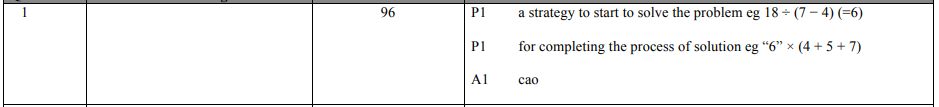 1 96 P1 a strategy to start to solve the problem eg 18 ÷ (7 – 4) (=6)
P1 for completing the process of solution eg “6” × (4 + 5 + 7)
A1 cao